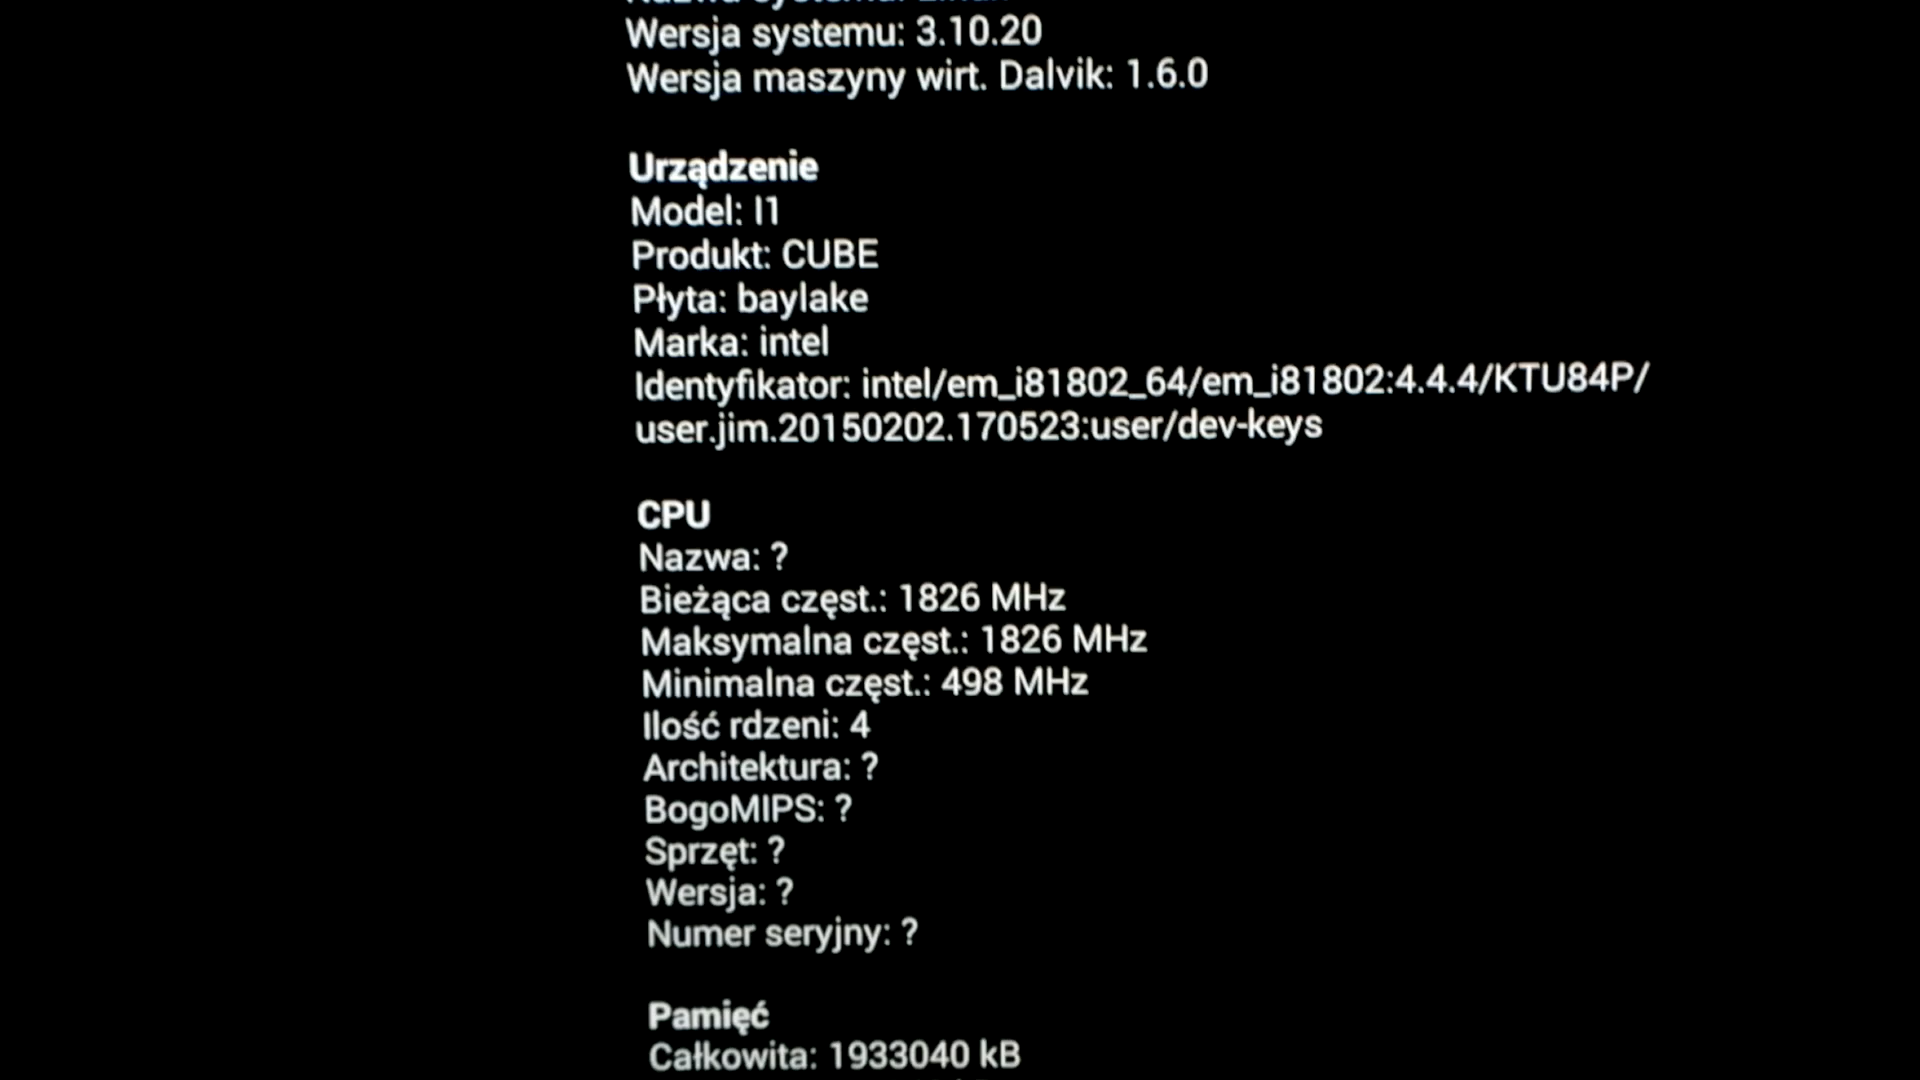 Wersja systemu: 3.10.20
Wersja maszyny wirt. Dalvik: 1.6.0
Urządzenie
Model: I1
Produkt: CUBE
Płyta: baylake
Marka: intel
Identyfikator: intel/em_i81802_64/em_i81802:4.4.4/KTU84P/
user.jim.20150202.170523:user/dev-keys
CPU
Nazwa: ?
Bieżąca częst.: 1826 MHz
Maksymalna częst.: 1826 MHz
Minimalna częst.: 498 MHz
Ilość rdzeni: 4
Architektura: ?
BogoMIPS: ?
Sprzęt: ?
Wersja: ?
Numer seryjny: ?
Pamięć
Całkowita: 1933040 kB